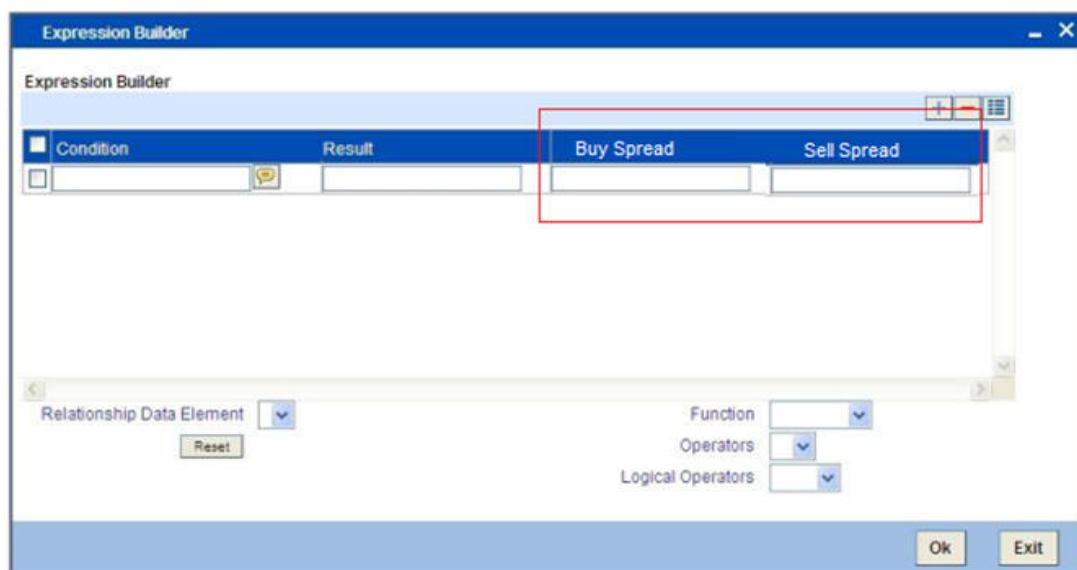 Expression Builder
Expression Builder
Condition Result Buy Spread Sell Spread
Relationship Data Element Function
Reset Operators
Logical Operators
Ok Exit